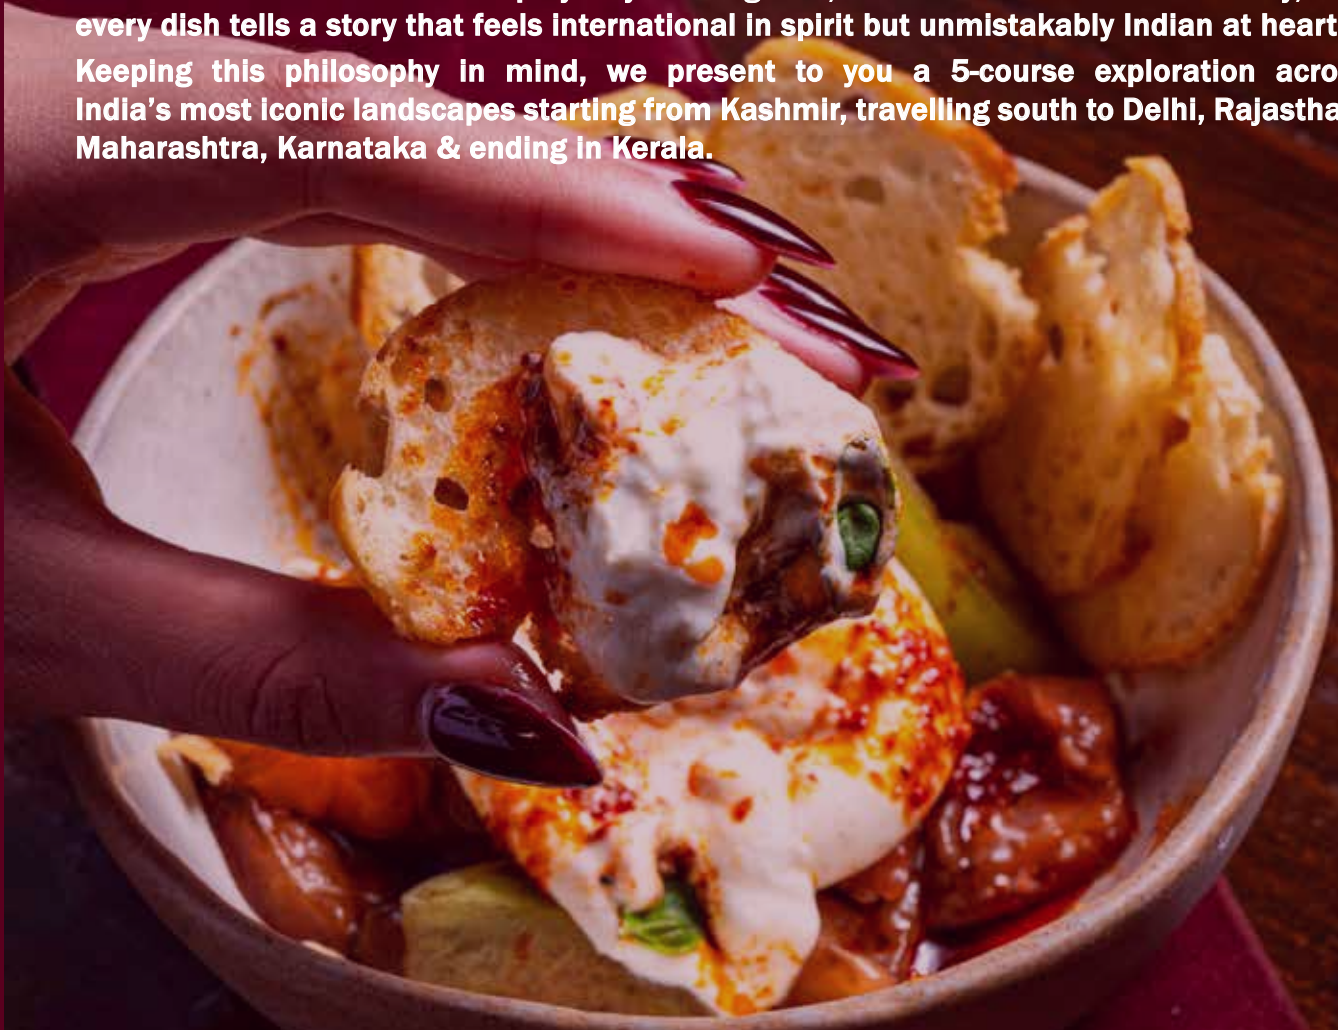 every dish tells a story that feels international in spirit but unmistakably Indian at heart
Keeping this philosophy in mind, we present to you a 5-course exploration acro
India's most iconic landscapes starting from Kashmir, travelling south to Delhi, Rajastha
Maharashtra, Karnataka & ending in Kerala.